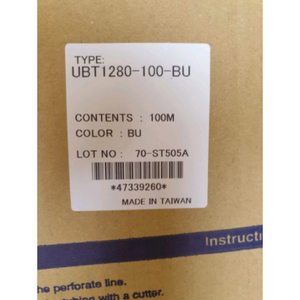 TYPE:
UBT1280-100-BU
CONTENTS : 100M
COLOR : BU
LOT NO : 70-ST505A
*47339260*
MADE IN TAIWAN
Instructi
he perforate line.
with a cutter.